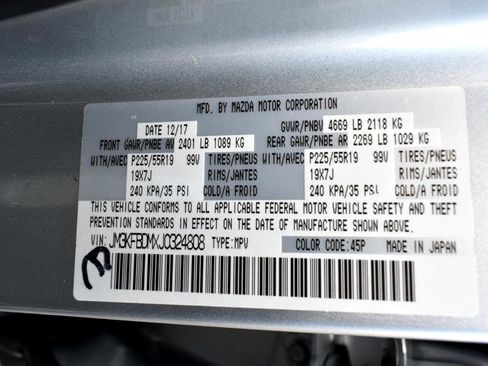 MFD. BY MAZDA MOTOR CORPORATION
DATE 12/17 GVWR/PNBV 4669 LB 2118 KG
FRONT GAWR/PNBE AV 2401 LB 1089 KG REAR GAWR/PNBE AR 2269 LB 1029 KG
WITH/AVEC P225/55R19 99V TIRES/PNEUS WITH/AVEC P225/55R19 99V TIRES/PNEUS
19X7J RIMS/JANTES 19X7J RIMS/JANTES
240 KPA/35 PSI COLD/A FROID 240 KPA/35 PSI COLD/A FROID
THIS VEHICLE CONFORMS TO ALL APPLICABLE FEDERAL MOTOR VEHICLE SAFETY AND THEFT
PREVENTION STANDARDS IN EFFECT ON THE DATE OF MANUFACTURE SHOWN ABOVE.
VIN: JM3KFBDMXJ0324808 TYPE: MPV COLOR CODE: 45P MADE IN JAPAN